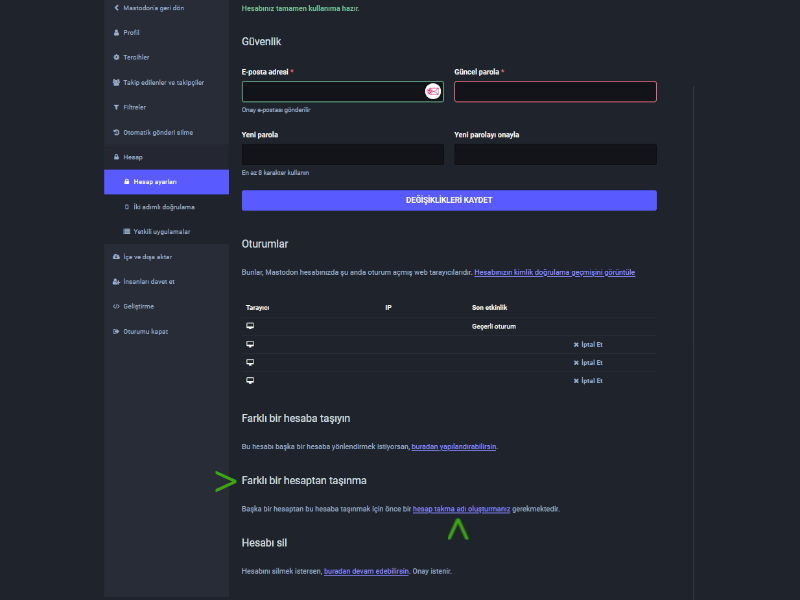 Mastodon'a geri dön
Profil
Tercihler
Takip edilenler ve takipçiler
Filtreler
Otomatik gönderi silme
Hesap
Hesap ayarları
İki adımlı doğrulama
Yetkili uygulamalar
İçe ve dışa aktar
İnsanları davet et
Geliştirme
Oturumu kapat
Hesabınız tamamen kullanıma hazır.
Güvenlik
E-posta adresi * Güncel parola *
Onay e-postası gönderilir
Yeni parola Yeni parolayı onayla
En az 8 karakter kullanın
DEĞİŞİKLİKLERİ KAYDET
Oturumlar
Bunlar, Mastodon hesabınızda şu anda oturum açmış web tarayıcılarıdır. Hesabınızın kimlik doğrulama geçmişini görüntüle
Tarayıcı IP Son etkinlik
Geçerli oturum
İptal Et
İptal Et
İptal Et
Farklı bir hesaba taşıyın
Bu hesabı başka bir hesaba yönlendirmek istiyorsan, buradan yapılandırabilirsin.
Farklı bir hesaptan taşınma
Başka bir hesaptan bu hesaba taşınmak için önce bir hesap takma adı oluşturmanız gerekmektedir.
Hesabı sil
Hesabını silmek istersen, buradan devam edebilirsin. Onay istenir.